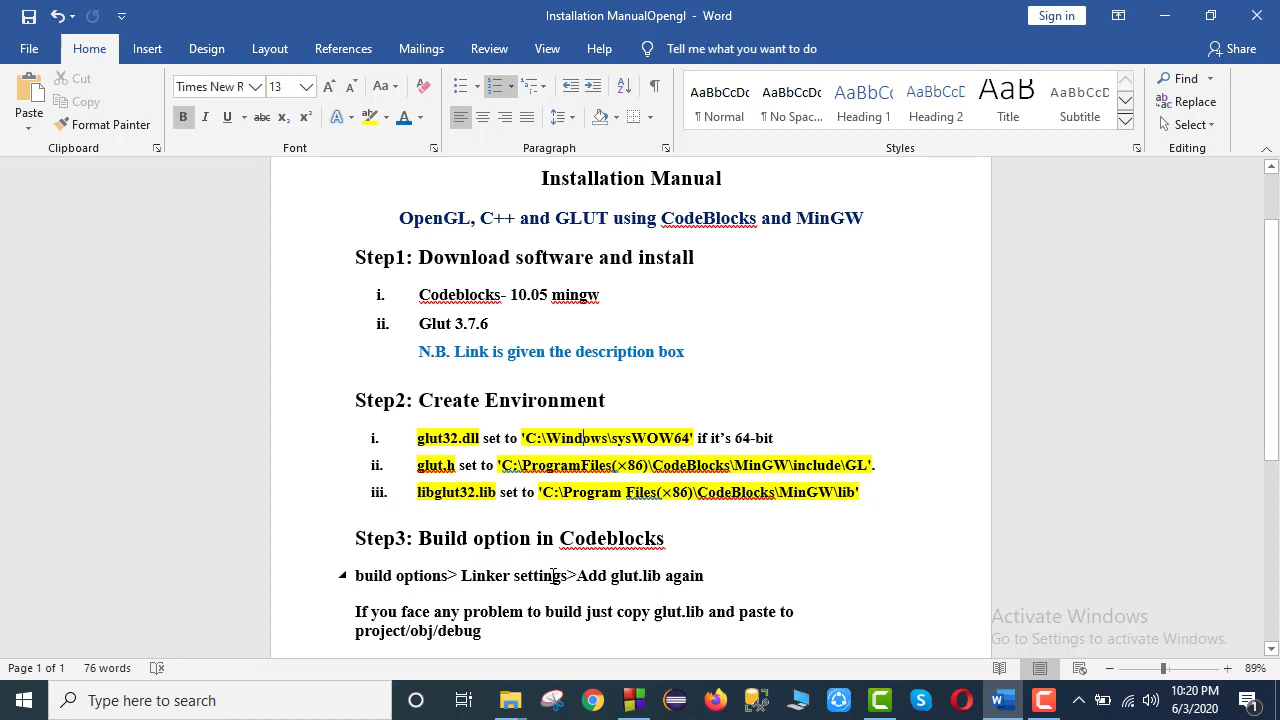 Installation ManualOpengl - Word
Sign in
File Home Insert Design Layout References Mailings Review View Help Tell me what you want to do Share
Paste
Cut
Copy
Format Painter
Clipboard
Times New R 13
Aa
B I U abc x₂ x² A A
Font
Paragraph
AaBbCcDc AaBbCcDc AaBbCc AaBbCcD AaB AaBbCcD
¶ Normal ¶ No Spac... Heading 1 Heading 2 Title Subtitle
Styles
Find
Replace
Select
Editing
Installation Manual
OpenGL, C++ and GLUT using CodeBlocks and MinGW
Step1: Download software and install
i. Codeblocks- 10.05 mingw
ii. Glut 3.7.6
N.B. Link is given the description box
Step2: Create Environment
i. glut32.dll set to 'C:\Windows\sysWOW64' if it’s 64-bit
ii. glut.h set to 'C:\ProgramFiles(×86)\CodeBlocks\MinGW\include\GL'.
iii. libglut32.lib set to 'C:\Program Files(×86)\CodeBlocks\MinGW\lib'
Step3: Build option in Codeblocks
build options> Linker settings>Add glut.lib again
If you face any problem to build just copy glut.lib and paste to
project/obj/debug
Activate Windows
Go to Settings to activate Windows.
Page 1 of 1 84 words
89%
Type here to search
10:20 PM
6/3/2020
1